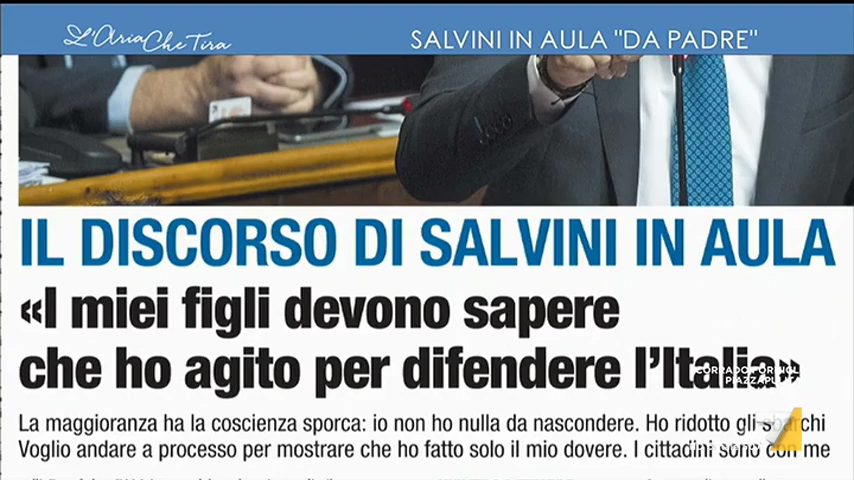 L'Aria Che Tira
SALVINI IN AULA "DA PADRE"
IL DISCORSO DI SALVINI IN AULA
«I miei figli devono sapere
che ho agito per difendere l'Italia»
La maggioranza ha la coscienza sporca: io non ho nulla da nascondere. Ho ridotto gli sbarchi
Voglio andare a processo per mostrare che ho fatto solo il mio dovere. I cittadini sono con me